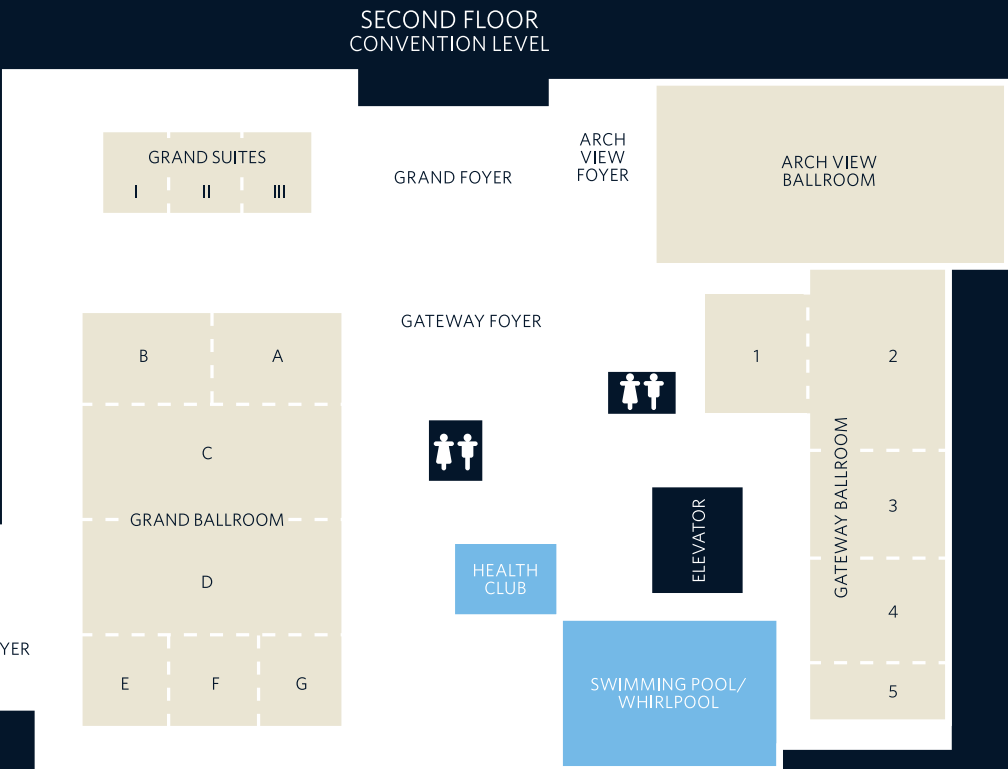 SECOND FLOOR
CONVENTION LEVEL
ARCH
VIEW
FOYER
GRAND SUITES
I II III
GRAND FOYER
ARCH VIEW
BALLROOM
GATEWAY FOYER
B A
1 2
C
GRAND BALLROOM
D
E F G
GATEWAY BALLROOM
3
4
5
ELEVATOR
HEALTH
CLUB
SWIMMING POOL/
WHIRLPOOL
YER